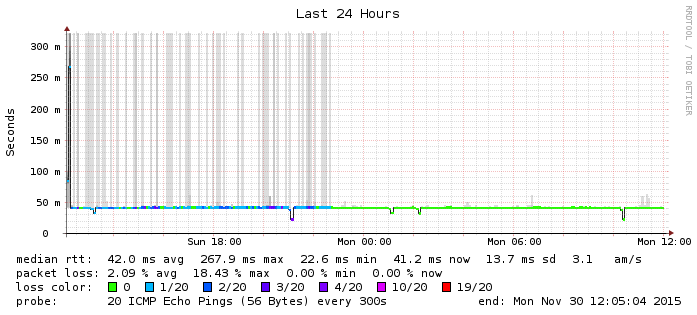 Last 24 Hours
RRDTOOL / TOBI OETIKER
Seconds
300 m
250 m
200 m
150 m
100 m
50 m
0
Sun 18:00 Mon 00:00 Mon 06:00 Mon 12:00
median rtt: 42.0 ms avg 267.9 ms max 22.6 ms min 41.2 ms now 13.7 ms sd 3.1 am/s
packet loss: 2.09 % avg 18.43 % max 0.00 % min 0.00 % now
loss color: 0 1/20 2/20 3/20 4/20 10/20 19/20
probe: 20 ICMP Echo Pings (56 Bytes) every 300s end: Mon Nov 30 12:05:04 2015